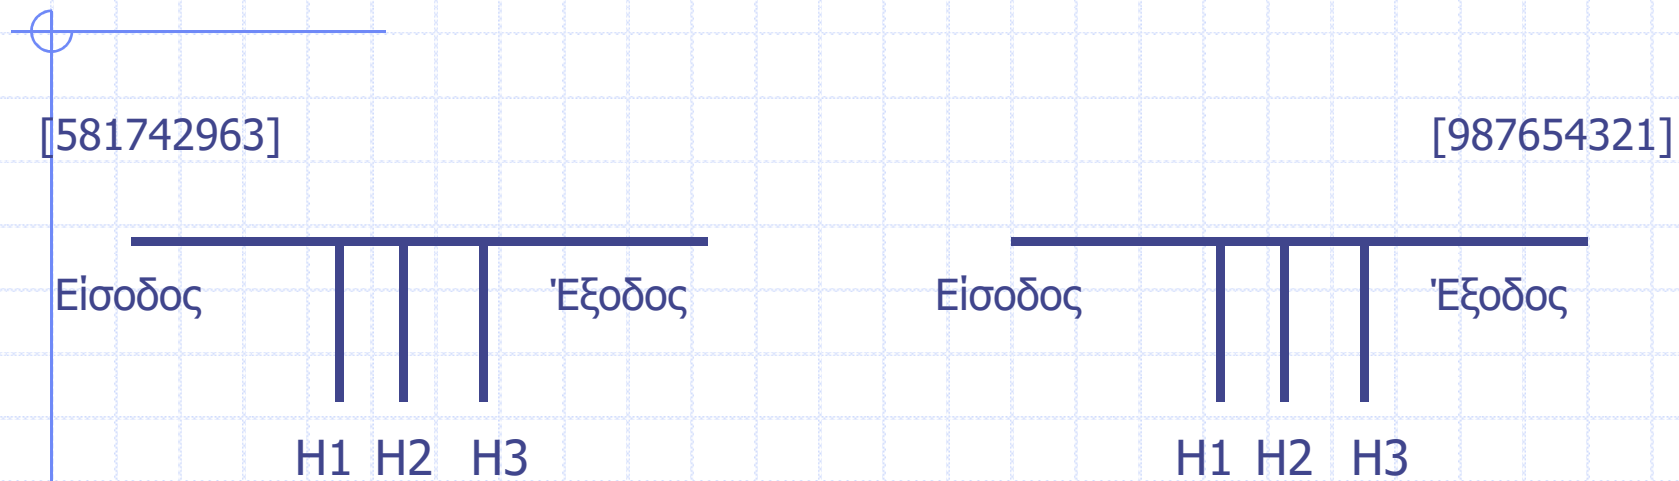 [581742963] [987654321]
Είσοδος Έξοδος Είσοδος Έξοδος
H1 H2 H3 H1 H2 H3